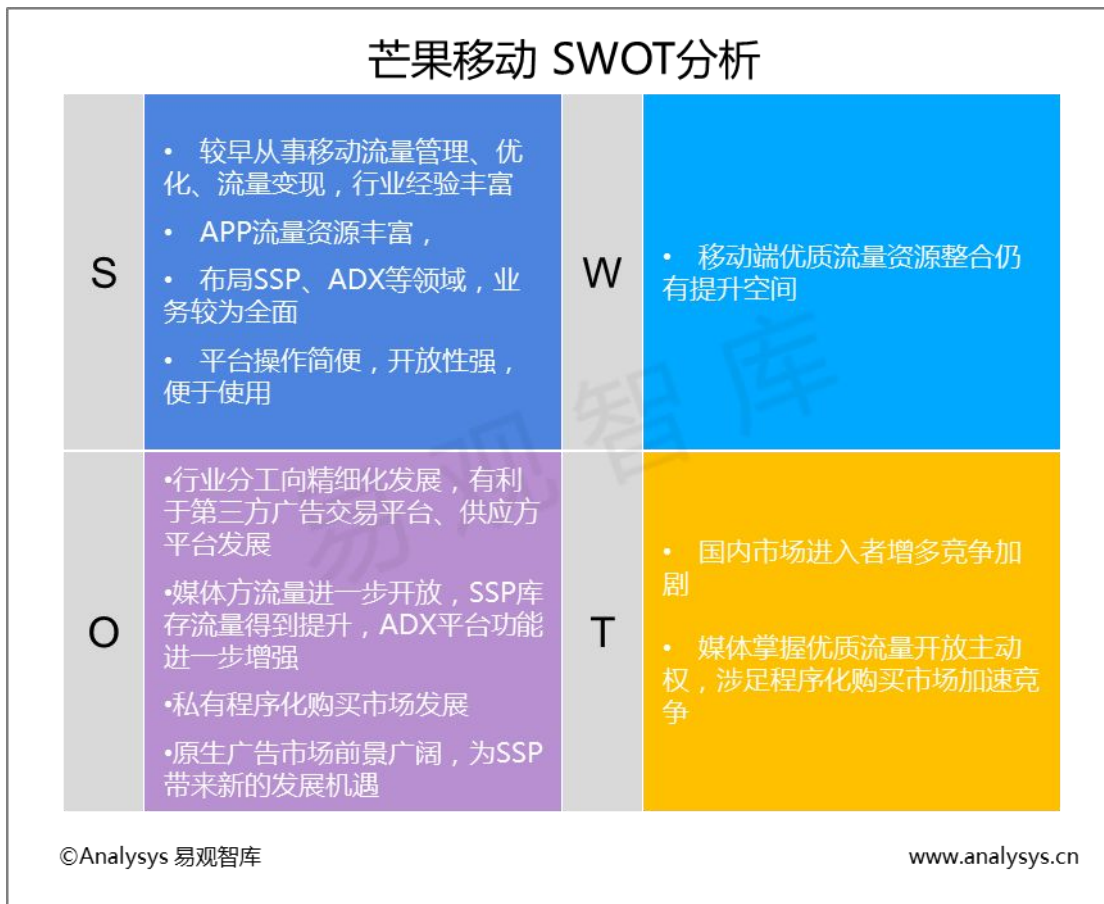 芒果移动 SWOT分析
S
• 较早从事移动流量管理、优
化、流量变现，行业经验丰富
• APP流量资源丰富，
• 布局SSP、ADX等领域，业
务较为全面
• 平台操作简便，开放性强，
便于使用
W
• 移动端优质流量资源整合仍
有提升空间
O
•行业分工向精细化发展，有利
于第三方广告交易平台、供应方
平台发展
•媒体方流量进一步开放，SSP库
存流量得到提升，ADX平台功能
进一步增强
•私有程序化购买市场发展
•原生广告市场前景广阔，为SSP
带来新的发展机遇
T
• 国内市场进入者增多竞争加
剧
• 媒体掌握优质流量开放主动
权，涉足程序化购买市场加速竞
争
易观智库
©Analysys 易观智库
www.analysys.cn